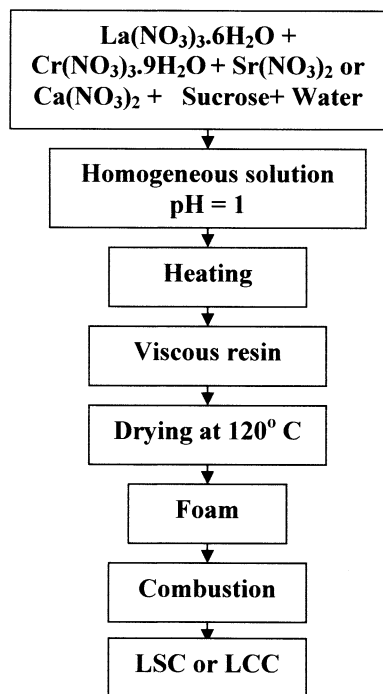 La(NO₃)₃.6H₂O +
Cr(NO₃)₃.9H₂O + Sr(NO₃)₂ or
Ca(NO₃)₂ + Sucrose+ Water
Homogeneous solution
pH = 1
Heating
Viscous resin
Drying at 120° C
Foam
Combustion
LSC or LCC